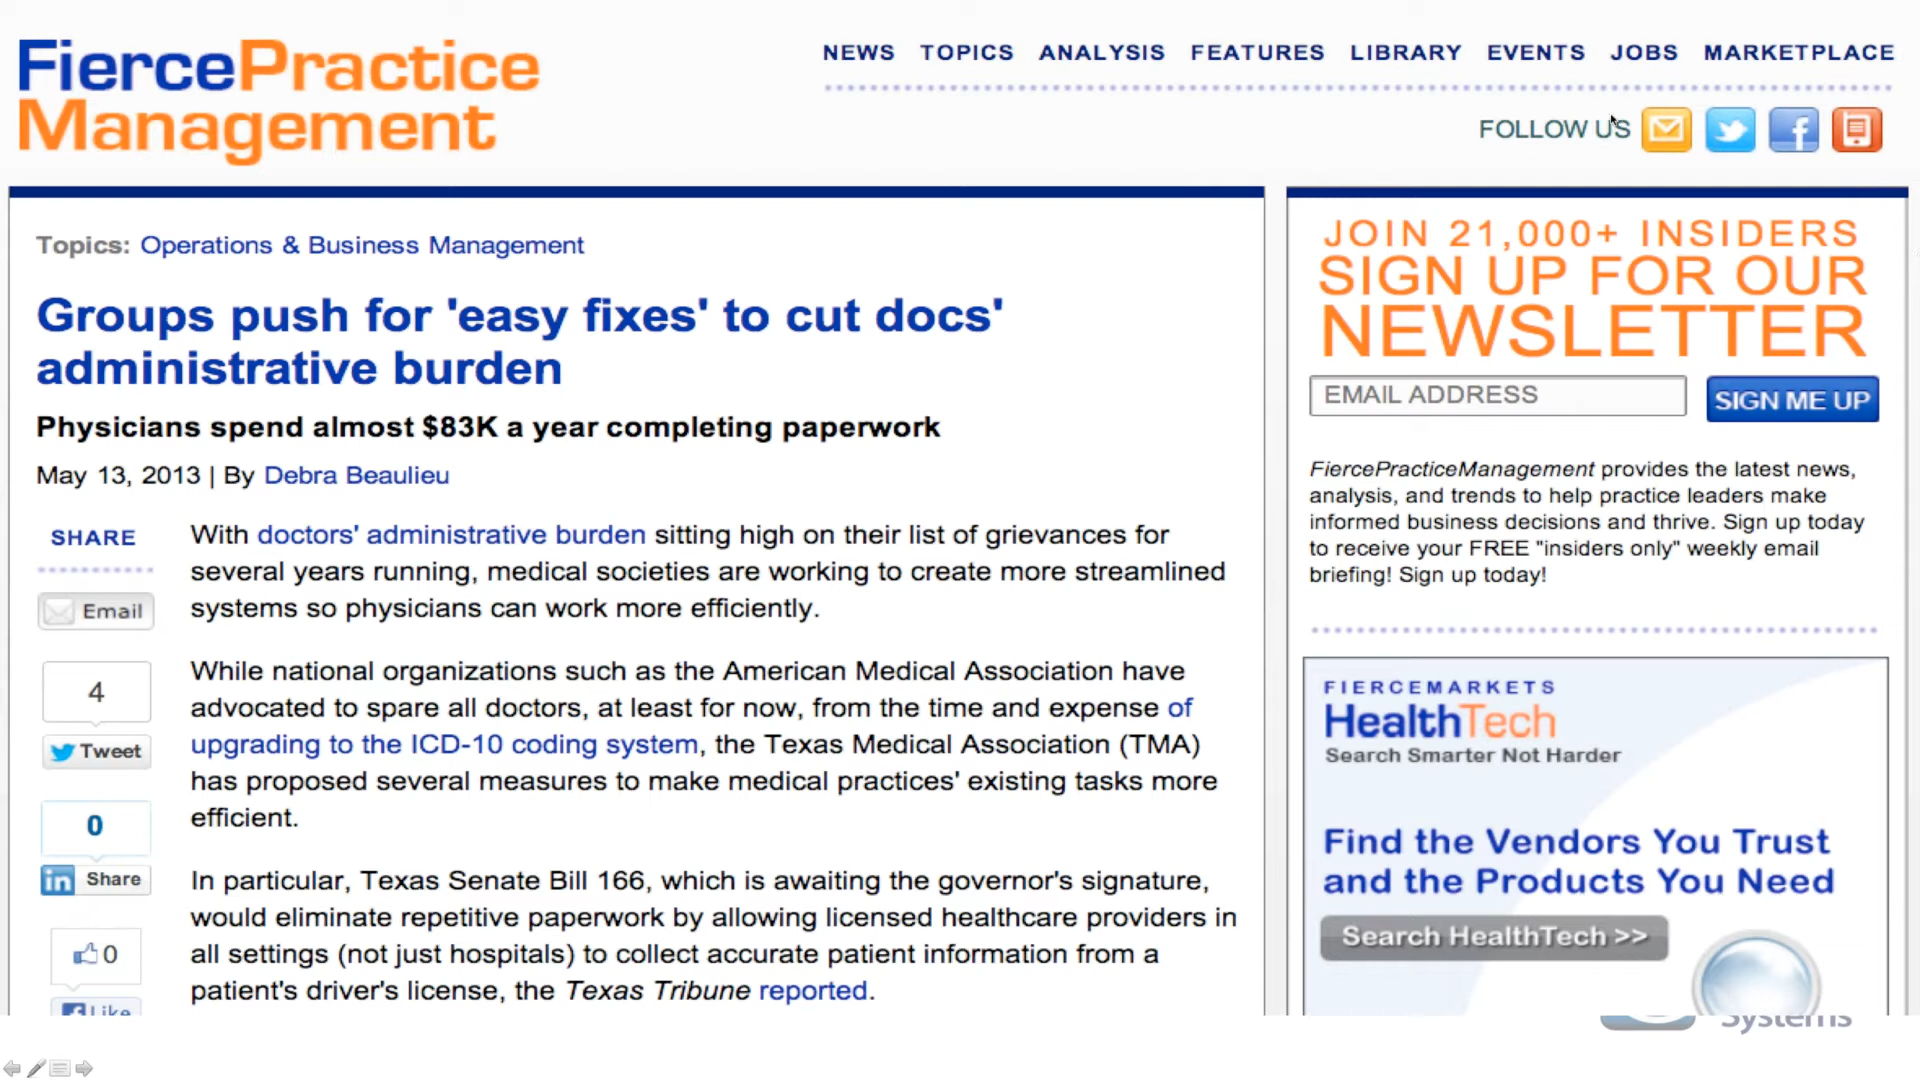 FiercePractice
Management
NEWS TOPICS ANALYSIS FEATURES LIBRARY EVENTS JOBS MARKETPLACE
FOLLOW US
Topics: Operations & Business Management
Groups push for 'easy fixes' to cut docs'
administrative burden
Physicians spend almost $83K a year completing paperwork
May 13, 2013 | By Debra Beaulieu
SHARE
Email
4
Tweet
0
in Share
0
Like
With doctors' administrative burden sitting high on their list of grievances for
several years running, medical societies are working to create more streamlined
systems so physicians can work more efficiently.
While national organizations such as the American Medical Association have
advocated to spare all doctors, at least for now, from the time and expense of
upgrading to the ICD-10 coding system, the Texas Medical Association (TMA)
has proposed several measures to make medical practices' existing tasks more
efficient.
In particular, Texas Senate Bill 166, which is awaiting the governor's signature,
would eliminate repetitive paperwork by allowing licensed healthcare providers in
all settings (not just hospitals) to collect accurate patient information from a
patient's driver's license, the Texas Tribune reported.
JOIN 21,000+ INSIDERS
SIGN UP FOR OUR
NEWSLETTER
EMAIL ADDRESS
SIGN ME UP
FiercePracticeManagement provides the latest news,
analysis, and trends to help practice leaders make
informed business decisions and thrive. Sign up today
to receive your FREE "insiders only" weekly email
briefing! Sign up today!
FIERCEMARKETS
HealthTech
Search Smarter Not Harder
Find the Vendors You Trust
and the Products You Need
Search HealthTech >>
Systems